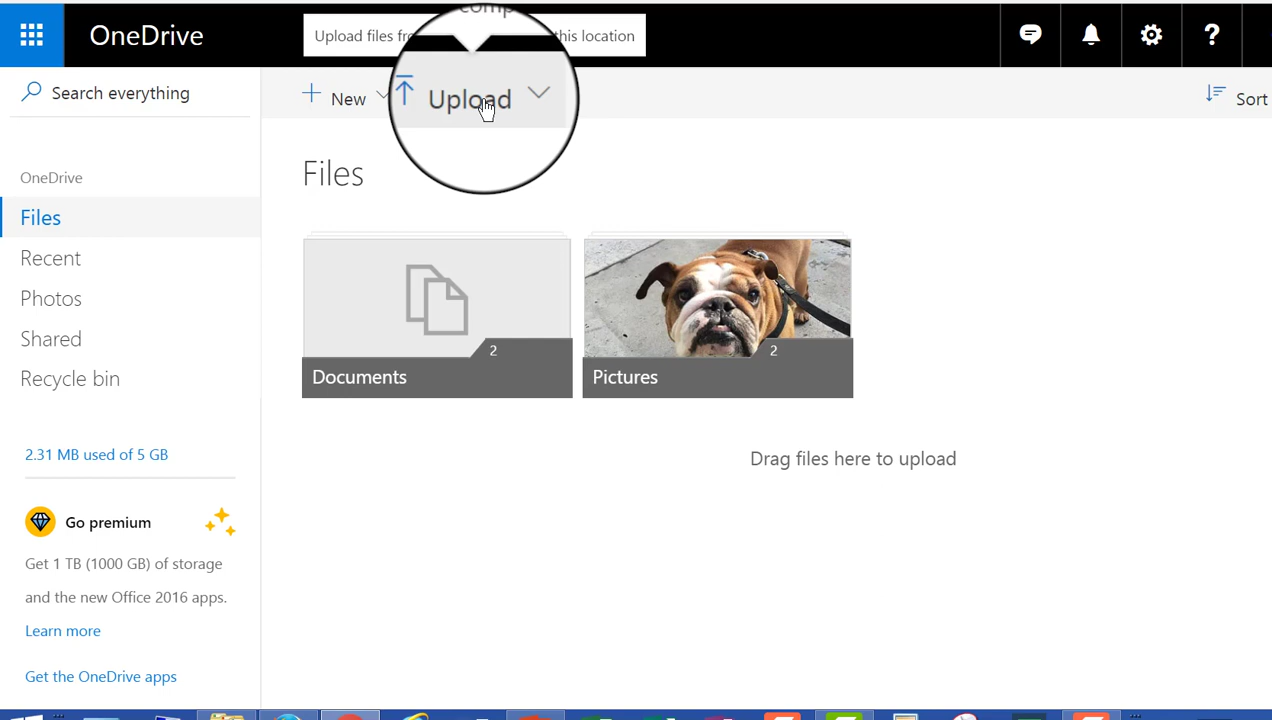 OneDrive
Upload files fro
this location
comp
Search everything
New
Upload
Sort
OneDrive
Files
Files
Recent
Photos
Shared
Recycle bin
2
Documents
2
Pictures
Drag files here to upload
2.31 MB used of 5 GB
Go premium
Get 1 TB (1000 GB) of storage
and the new Office 2016 apps.
Learn more
Get the OneDrive apps